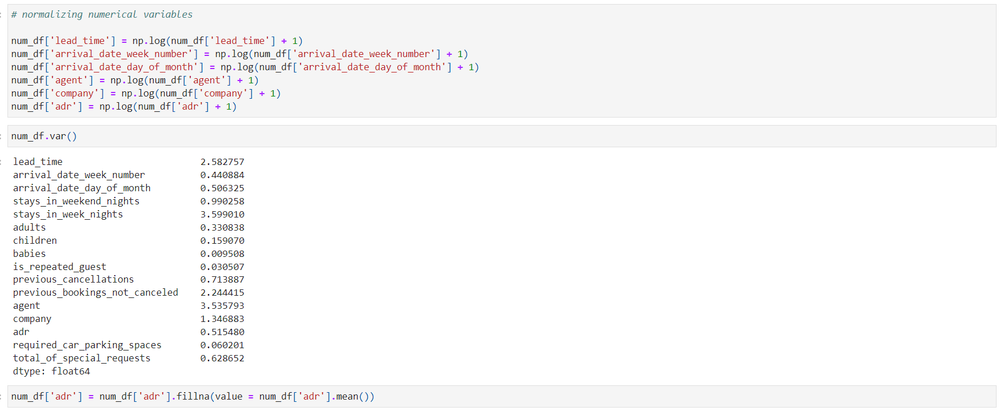 # normalizing numerical variables
num_df['lead_time'] = np.log(num_df['lead_time'] + 1)
num_df['arrival_date_week_number'] = np.log(num_df['arrival_date_week_number'] + 1)
num_df['arrival_date_day_of_month'] = np.log(num_df['arrival_date_day_of_month'] + 1)
num_df['agent'] = np.log(num_df['agent'] + 1)
num_df['company'] = np.log(num_df['company'] + 1)
num_df['adr'] = np.log(num_df['adr'] + 1)
num_df.var()
lead_time 2.582757
arrival_date_week_number 0.440884
arrival_date_day_of_month 0.506325
stays_in_weekend_nights 0.990258
stays_in_week_nights 3.599010
adults 0.330838
children 0.159070
babies 0.009508
is_repeated_guest 0.030507
previous_cancellations 0.713887
previous_bookings_not_canceled 2.244415
agent 3.535793
company 1.346883
adr 0.515480
required_car_parking_spaces 0.060201
total_of_special_requests 0.628652
dtype: float64
num_df['adr'] = num_df['adr'].fillna(value = num_df['adr'].mean())